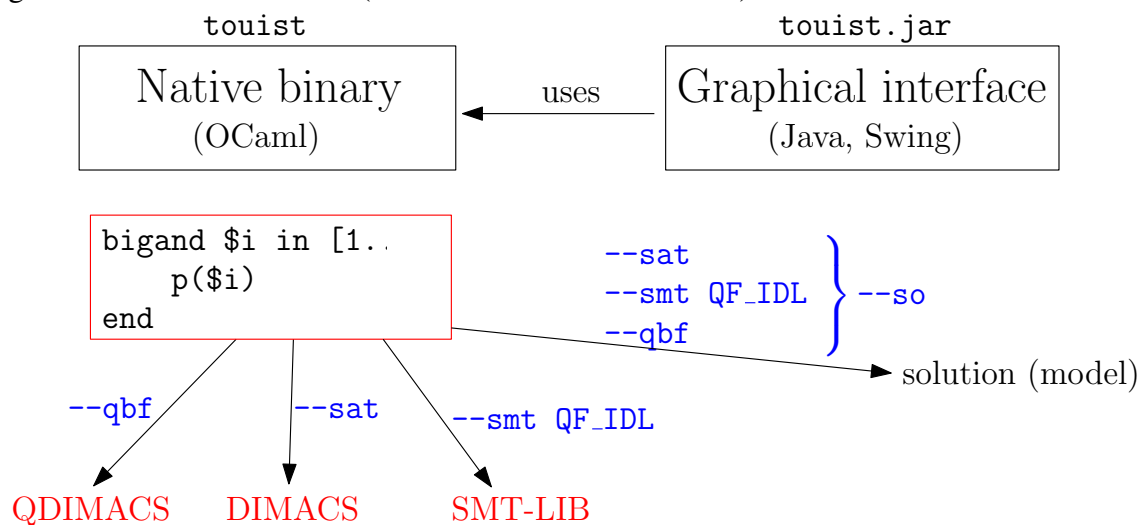 touist
touist.jar
Native binary
(OCaml)
uses
Graphical interface
(Java, Swing)
bigand $i in [1..
p($i)
end
--sat
--smt QF_IDL
--qbf
--so
solution (model)
--qbf
--sat
--smt QF_IDL
QDIMACS
DIMACS
SMT-LIB